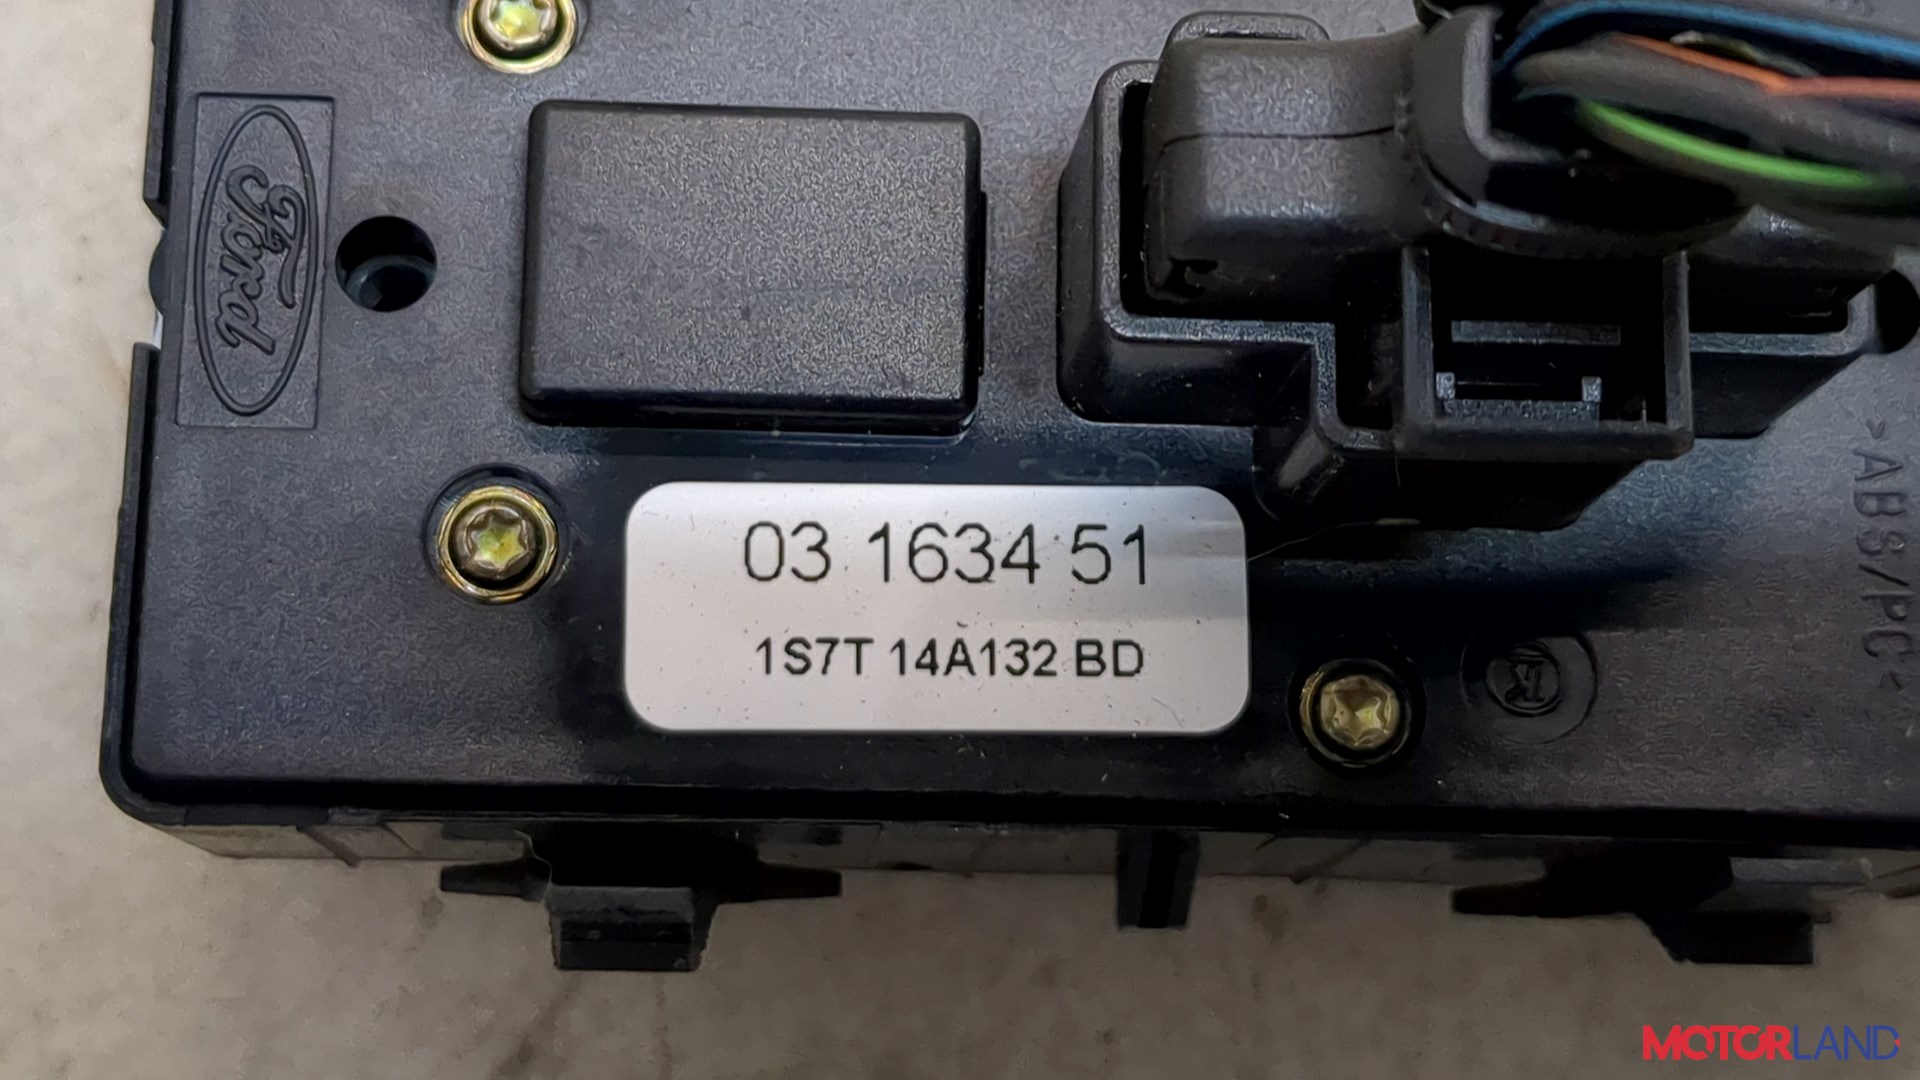 Ford
03 1634 51
1S7T 14A132 BD
>ABS/PC<
MOTORLAND